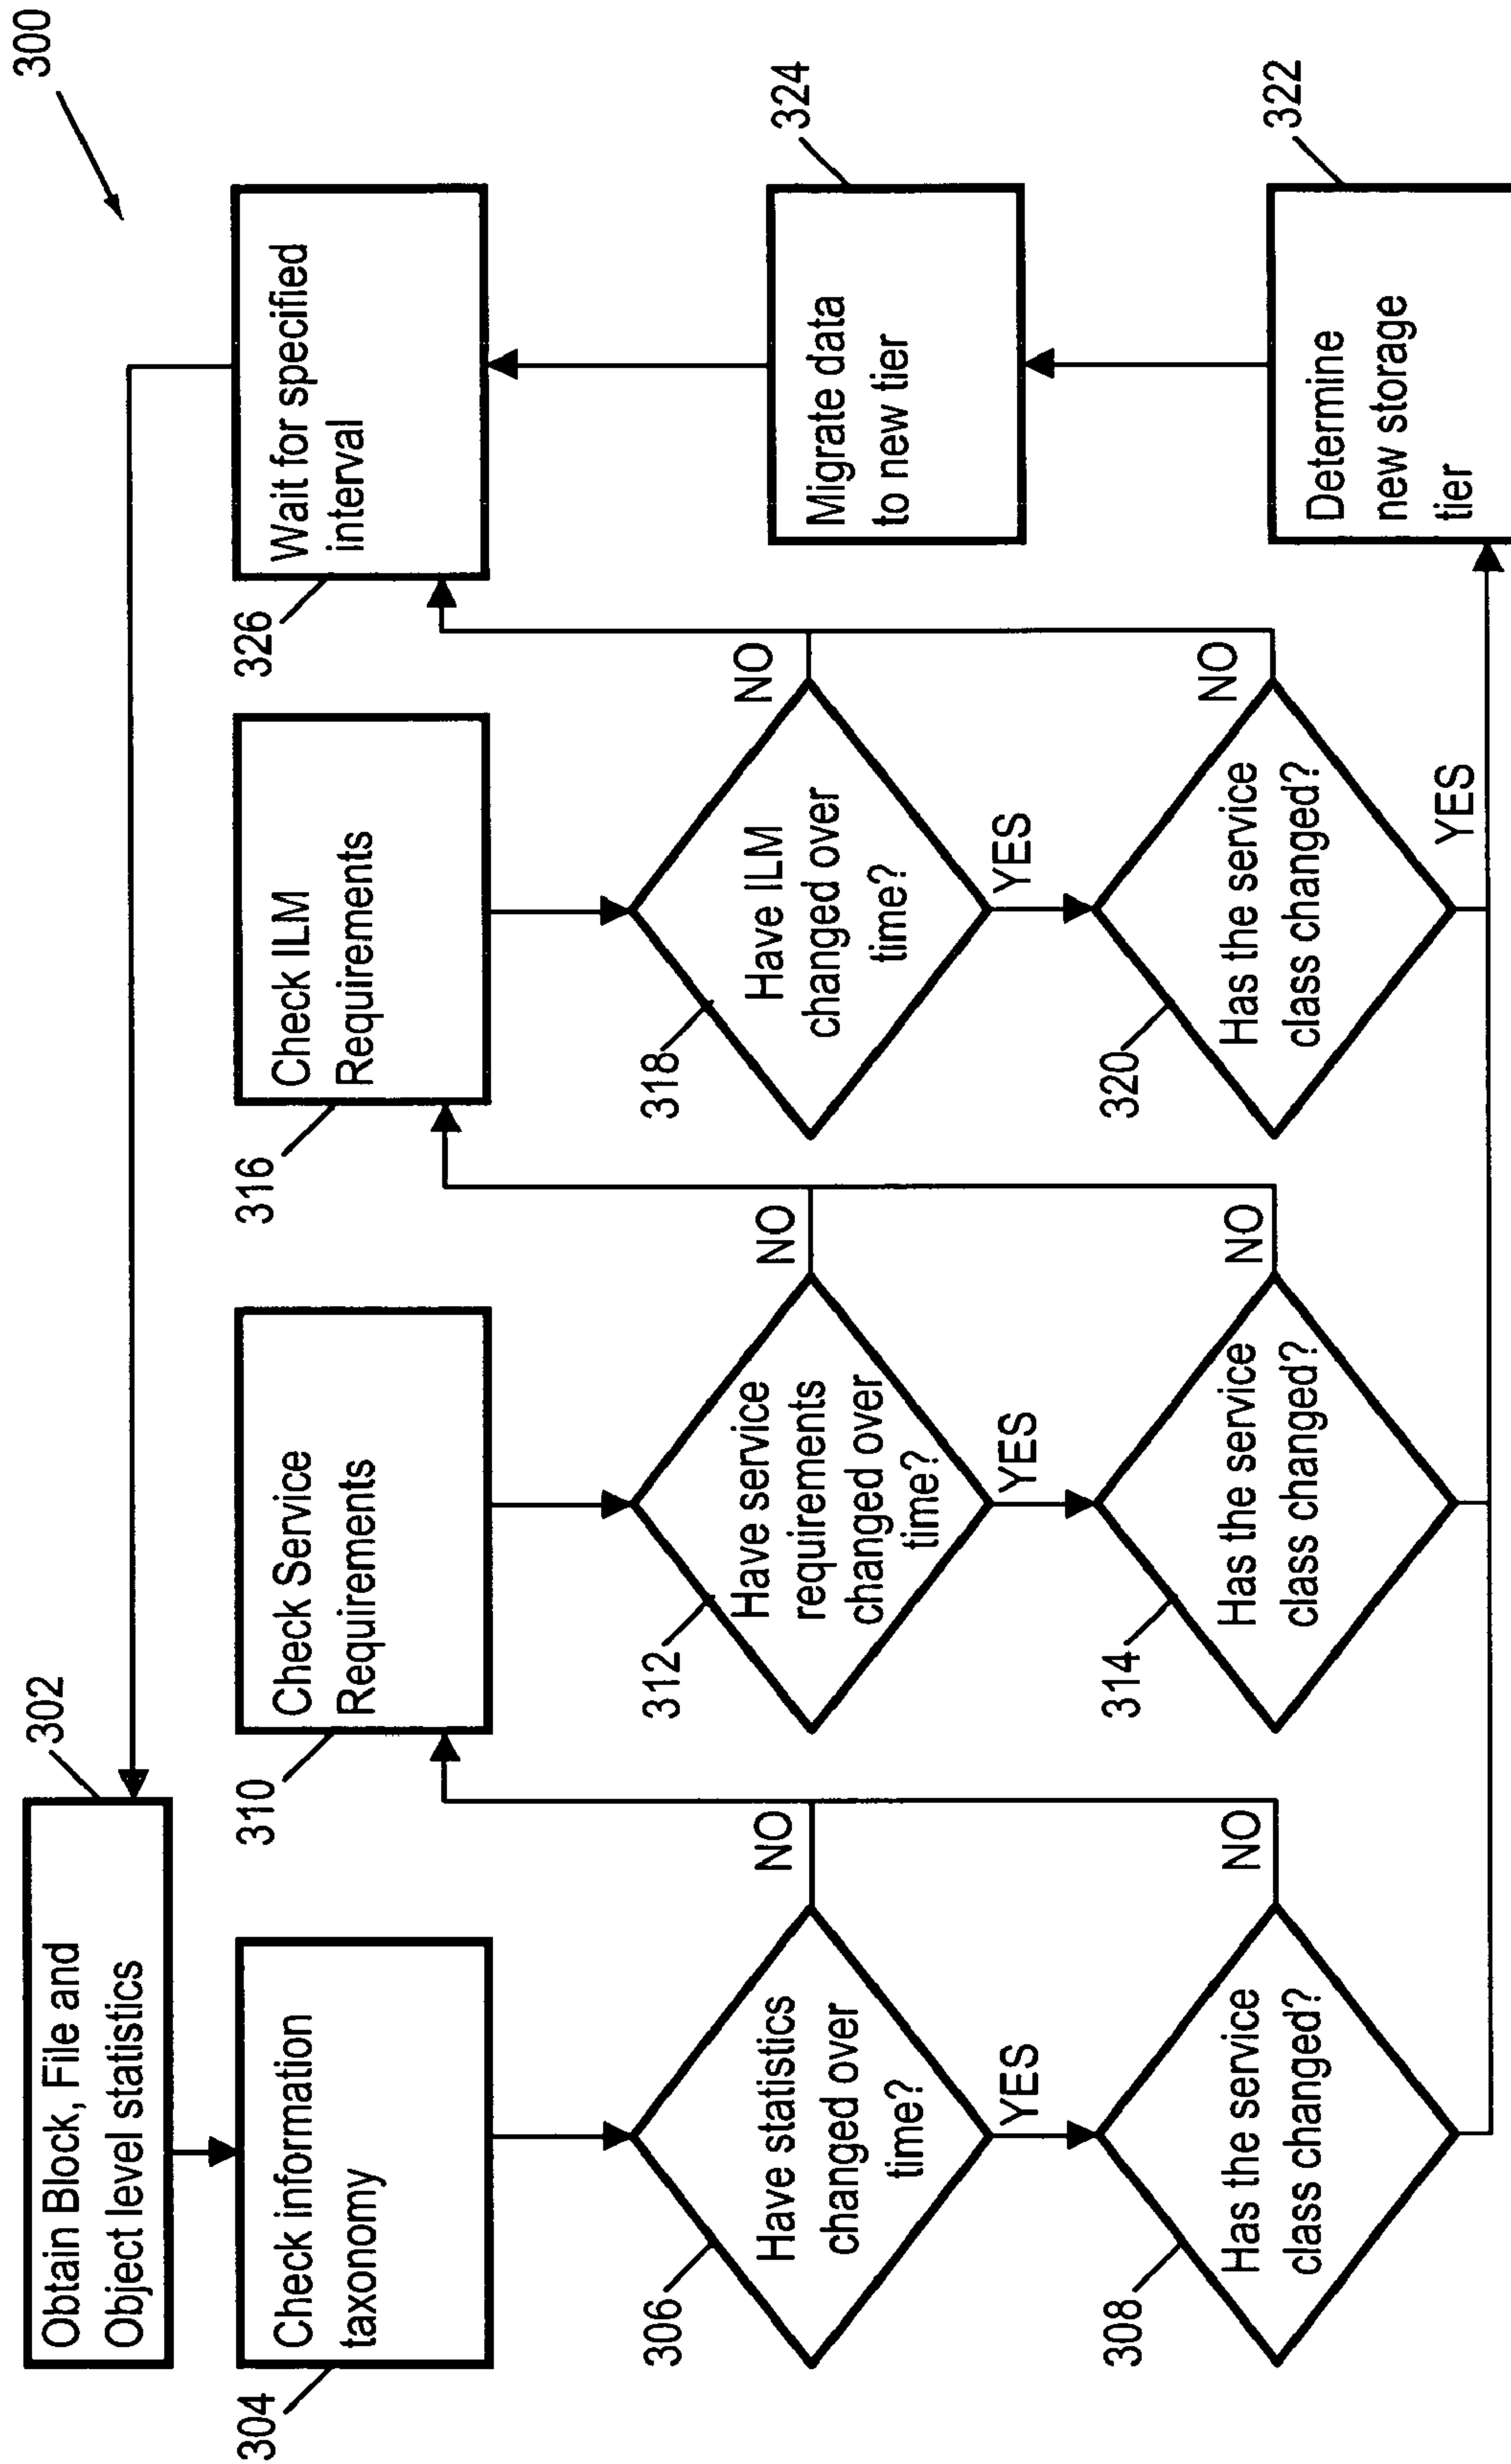 300
302
Obtain Block, File and
Object level statistics
304
Check information
taxonomy
306
Have statistics
changed over
time?
NO
YES
308
Has the service
class changed?
NO
310
Check Service
Requirements
312
Have service
requirements
changed over
time?
NO
YES
314
Has the service
class changed?
NO
316
Check ILM
Requirements
318
Have ILM
changed over
time?
NO
YES
320
Has the service
class changed?
NO
YES
326
Wait for specified
interval
324
Migrate data
to new tier
322
Determine
new storage
tier